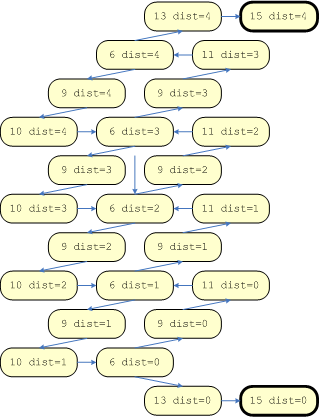 13 dist=4 15 dist=4
6 dist=4 11 dist=3
9 dist=4 9 dist=3
10 dist=4 6 dist=3 11 dist=2
9 dist=3 9 dist=2
10 dist=3 6 dist=2 11 dist=1
9 dist=2 9 dist=1
10 dist=2 6 dist=1 11 dist=0
9 dist=1 9 dist=0
10 dist=1 6 dist=0
13 dist=0 15 dist=0